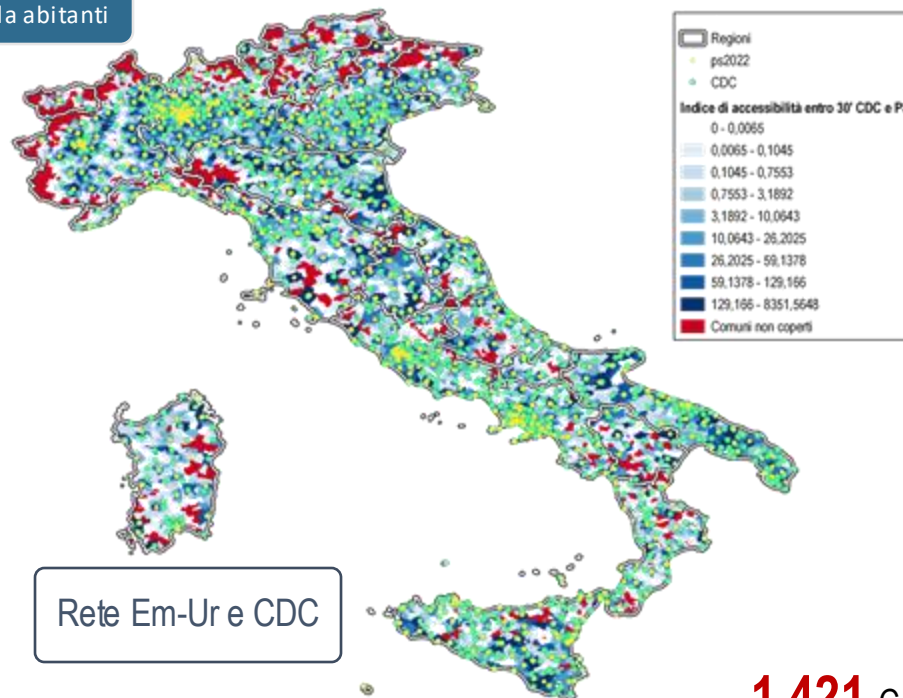 abitanti
Regioni
ps2022
CDC
Indice di accessibilità entro 30' CDC e
0 - 0,0065
0,0065 - 0,1045
0,1045 - 0,7553
0,7553 - 3,1892
3,1892 - 10,0643
10,0643 - 26,2025
26,2025 - 59,1378
59,1378 - 129,166
129,166 - 8351,5648
Comuni non coperti
Rete Em-Ur e CDC
1.421